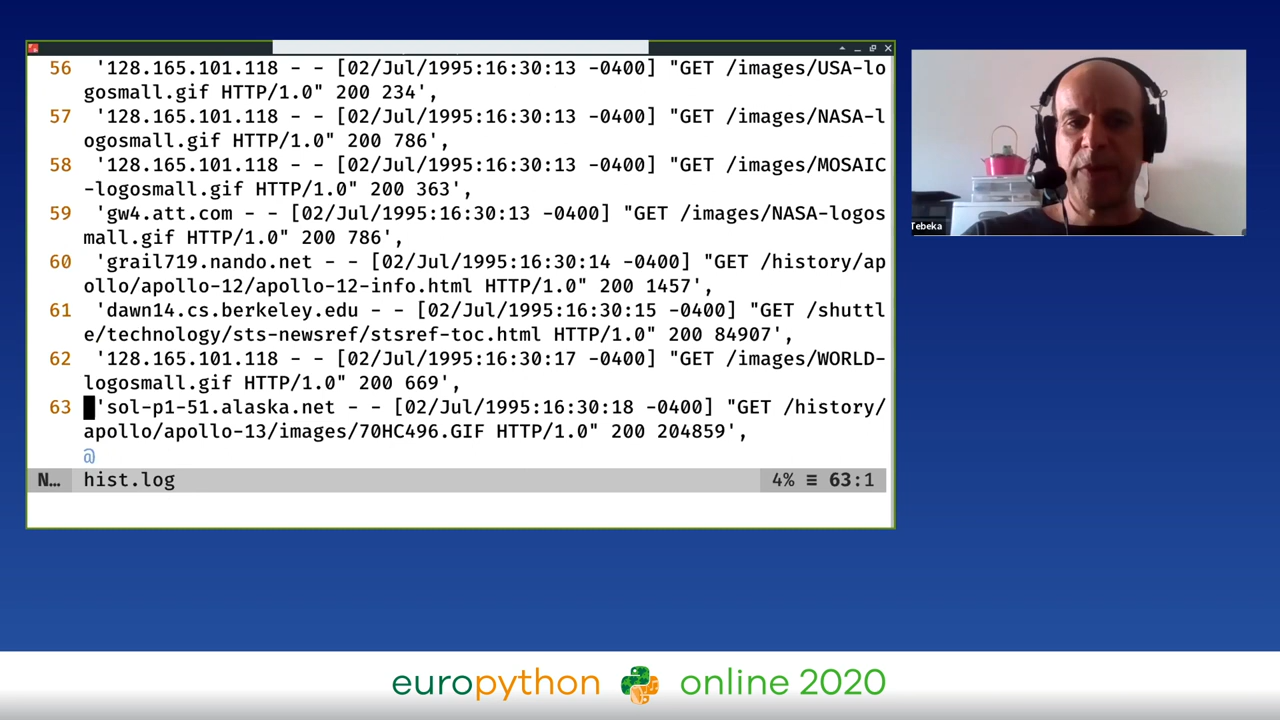 56 '128.165.101.118 - - [02/Jul/1995:16:30:13 -0400] "GET /images/USA-lo
gosmall.gif HTTP/1.0" 200 234',
57 '128.165.101.118 - - [02/Jul/1995:16:30:13 -0400] "GET /images/NASA-l
ogosmall.gif HTTP/1.0" 200 786',
58 '128.165.101.118 - - [02/Jul/1995:16:30:13 -0400] "GET /images/MOSAIC
-logosmall.gif HTTP/1.0" 200 363',
59 'gw4.att.com - - [02/Jul/1995:16:30:13 -0400] "GET /images/NASA-logos
mall.gif HTTP/1.0" 200 786',
60 'grail719.nando.net - - [02/Jul/1995:16:30:14 -0400] "GET /history/ap
ollo/apollo-12/apollo-12-info.html HTTP/1.0" 200 1457',
61 'dawn14.cs.berkeley.edu - - [02/Jul/1995:16:30:15 -0400] "GET /shuttl
e/technology/sts-newsref/stsref-toc.html HTTP/1.0" 200 84907',
62 '128.165.101.118 - - [02/Jul/1995:16:30:17 -0400] "GET /images/WORLD-
logosmall.gif HTTP/1.0" 200 669',
63 'sol-p1-51.alaska.net - - [02/Jul/1995:16:30:18 -0400] "GET /history/
apollo/apollo-13/images/70HC496.GIF HTTP/1.0" 200 204859',
@
N… hist.log 4% ≡ 63:1
Tebeka
europython online 2020